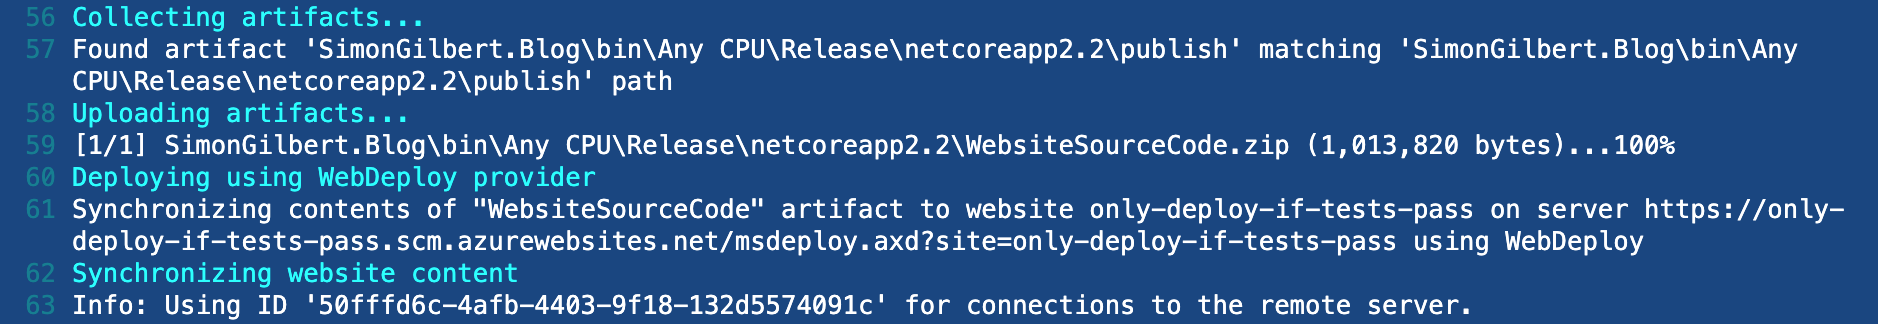 56 Collecting artifacts...
57 Found artifact 'SimonGilbert.Blog\bin\Any CPU\Release\netcoreapp2.2\publish' matching 'SimonGilbert.Blog\bin\Any
CPU\Release\netcoreapp2.2\publish' path
58 Uploading artifacts...
59 [1/1] SimonGilbert.Blog\bin\Any CPU\Release\netcoreapp2.2\WebsiteSourceCode.zip (1,013,820 bytes)...100%
60 Deploying using WebDeploy provider
61 Synchronizing contents of "WebsiteSourceCode" artifact to website only-deploy-if-tests-pass on server https://only-
deploy-if-tests-pass.scm.azurewebsites.net/msdeploy.axd?site=only-deploy-if-tests-pass using WebDeploy
62 Synchronizing website content
63 Info: Using ID '50fffd6c-4afb-4403-9f18-132d5574091c' for connections to the remote server.